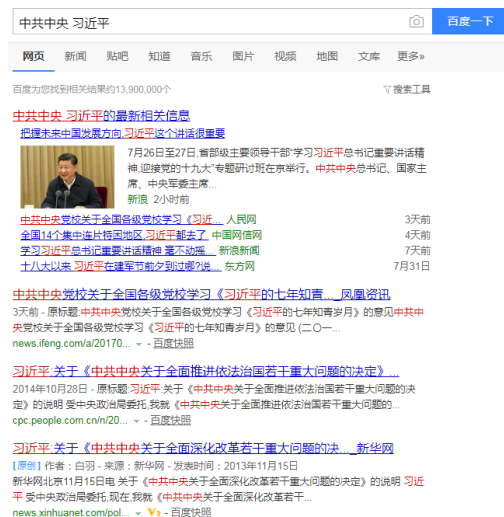 中共中央 习近平
百度一下
网页 新闻 贴吧 知道 音乐 图片 视频 地图 文库 更多»
百度为您找到相关结果约13,900,000个
搜索工具
中共中央 习近平的最新相关信息
把握未来中国发展方向,习近平这个讲话很重要
7月26日至27日,省部级主要领导干部“学习习近平总书记重要讲话精
神,迎接党的十九大”专题研讨班在京举行。中共中央总书记、国家主
席、中央军委主席...
新浪 2小时前
中共中央党校关于全国各级党校学习《习近... 人民网 3天前
全国14个集中连片特困地区,习近平都去了 中国网信网 4天前
学习习近平总书记重要讲话精神 毫不动摇... 新浪新闻 7天前
十八大以来 习近平在建军节前夕到过哪?说... 东方网 7月31日
中共中央党校关于全国各级党校学习《习近平的七年知青..._凤凰资讯
3天前 - 原标题:中共中央党校关于全国各级党校学习《习近平的七年知青岁月》的意见中共中
央党校关于全国各级党校学习《习近平的七年知青岁月》的意见 (二〇一...
news.ifeng.com/a/20170... - 百度快照
习近平:关于《中共中央关于全面推进依法治国若干重大问题的决定》...
2014年10月28日 - 原标题:习近平:关于《中共中央关于全面推进依法治国若干重大问题的决
定》的说明 受中央政治局委托,我就《中共中央关于全面推进依法治国若干重大问题的...
cpc.people.com.cn/n/20... - 百度快照
习近平:关于《中共中央关于全面深化改革若干重大问题的决..._新华网
[原创] 作者：白羽 - 来源：新华网 - 发表时间：2013年11月15日
新华网北京11月15日电 关于《中共中央关于全面深化改革若干重大问题的决定》的说明 习近
平 受中央政治局委托,现在,我就《中共中央关于全面深化改革若干...
news.xinhuanet.com/pol... V3 - 百度快照